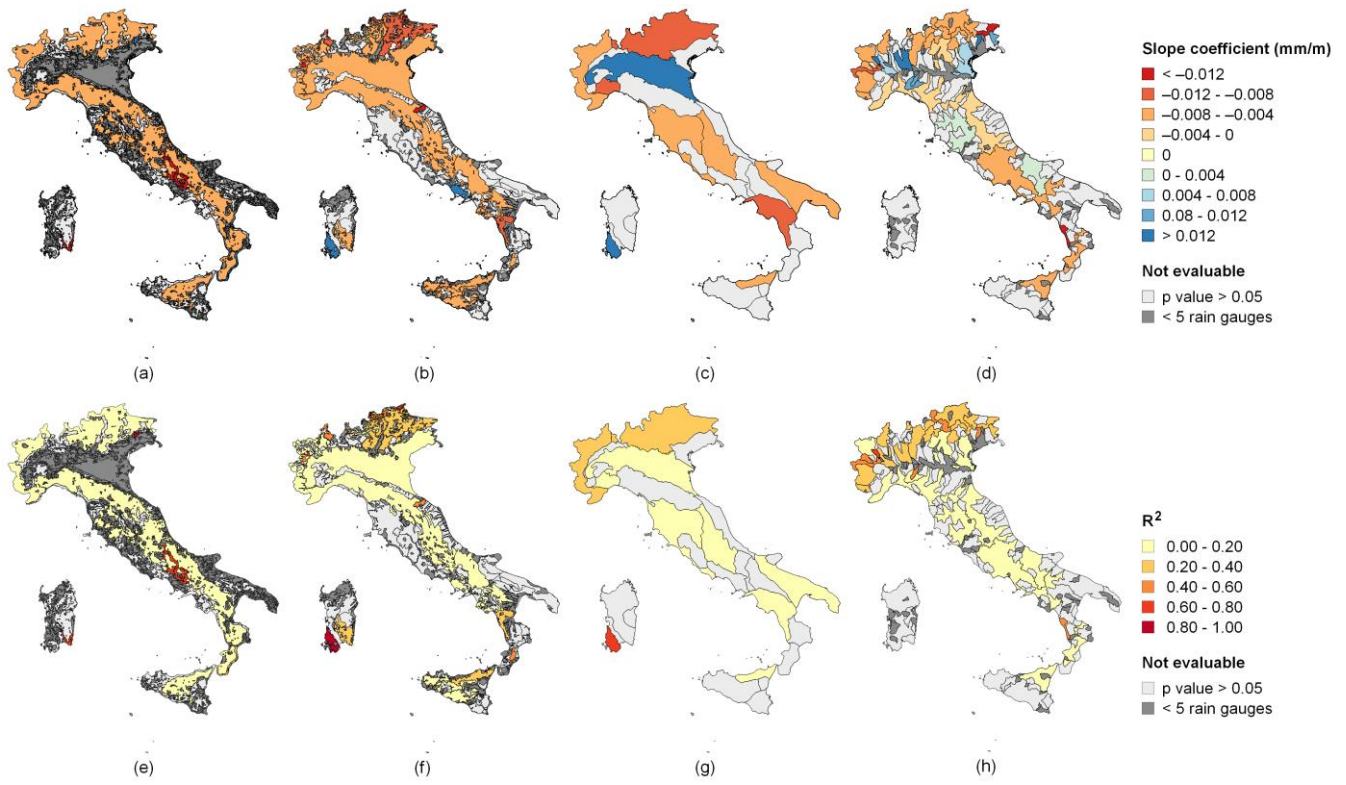 Slope coefficient (mm/m)
< –0.012
–0.012 - –0.008
–0.008 - –0.004
–0.004 - 0
0
0 - 0.004
0.004 - 0.008
0.08 - 0.012
> 0.012
Not evaluable
p value > 0.05
< 5 rain gauges
(a)
(b)
(c)
(d)
R²
0.00 - 0.20
0.20 - 0.40
0.40 - 0.60
0.60 - 0.80
0.80 - 1.00
Not evaluable
p value > 0.05
< 5 rain gauges
(e)
(f)
(g)
(h)